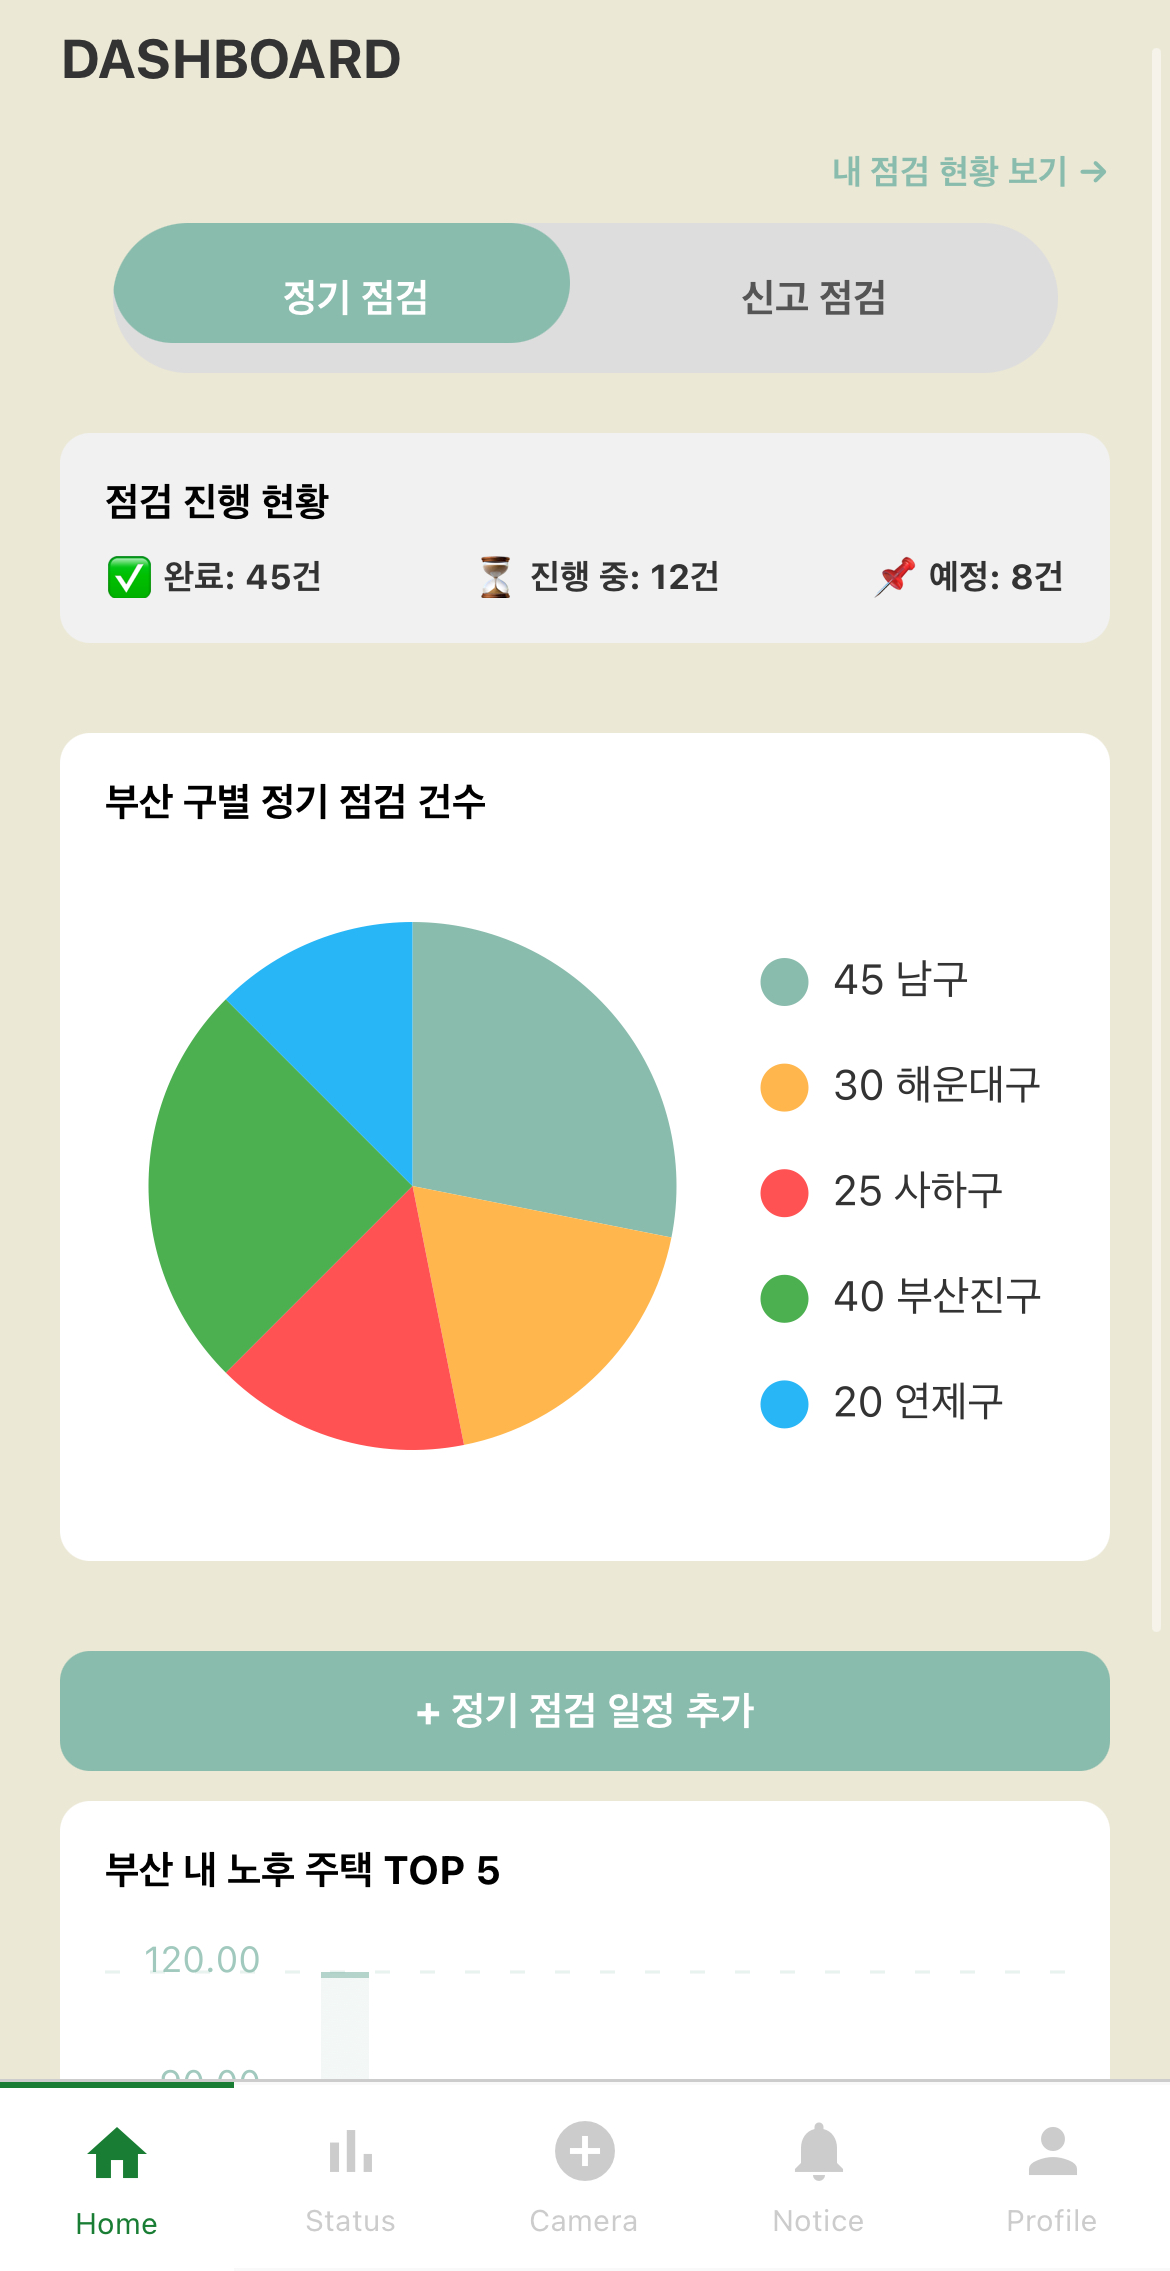 DASHBOARD
내 점검 현황 보기 →
정기 점검 신고 점검
점검 진행 현황
✅ 완료: 45건 ⏳ 진행 중: 12건 📌 예정: 8건
부산 구별 정기 점검 건수
45 남구
30 해운대구
25 사하구
40 부산진구
20 연제구
+ 정기 점검 일정 추가
부산 내 노후 주택 TOP 5
120.00
Home Status Camera Notice Profile